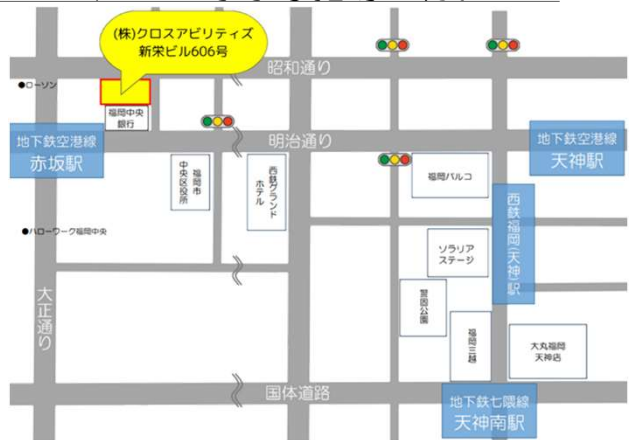 (株)クロスアビリティズ
新栄ビル606号
昭和通り
●ローソン
福岡中央
銀行
地下鉄空港線
赤坂駅
明治通り
地下鉄空港線
天神駅
福岡市
中央区役所
西鉄グランド
ホテル
福岡パルコ
西鉄福岡(天神)駅
●ハローワーク福岡中央
ソラリア
ステージ
大正通り
警固公園
福岡三越
大丸福岡
天神店
国体道路
地下鉄七隈線
天神南駅